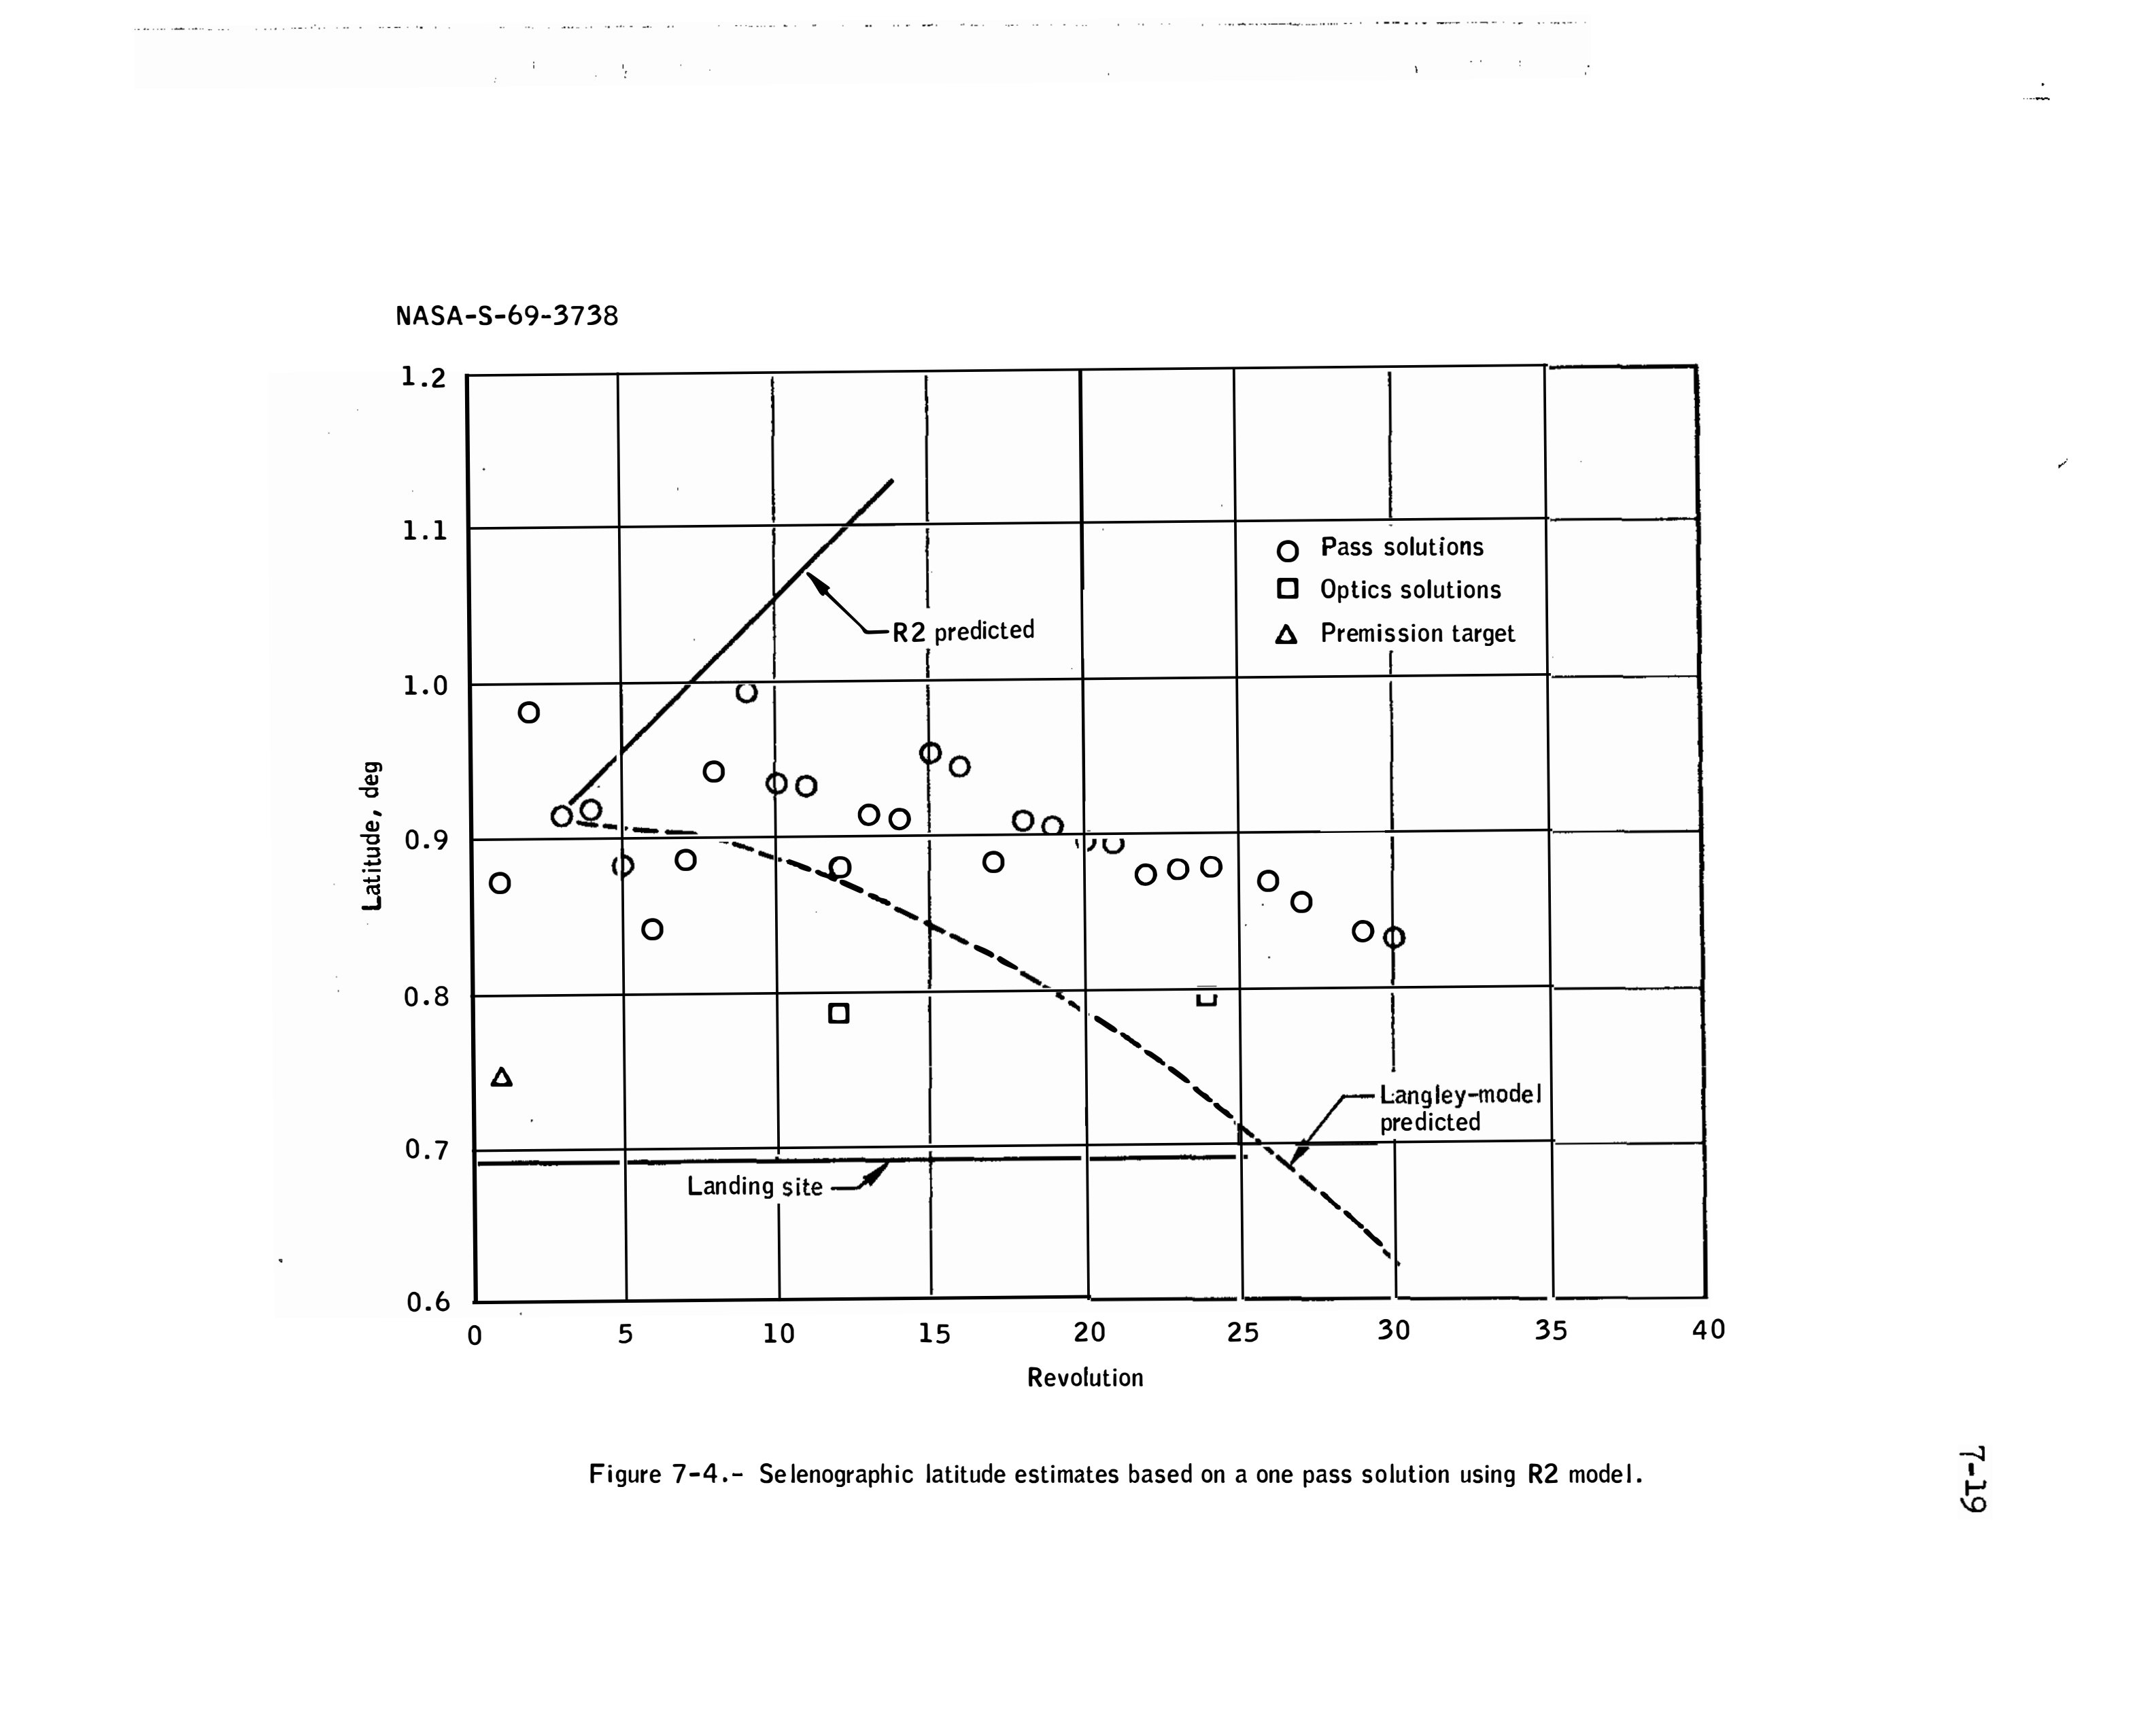 NASA-S-69-3738
1.2
1.1
1.0
0.9
0.8
0.7
0.6
Latitude, deg
Pass solutions
Optics solutions
Premission target
R2 predicted
Langley-model
predicted
Landing site
0 5 10 15 20 25 30 35 40
Revolution
Figure 7-4.- Selenographic latitude estimates based on a one pass solution using R2 model.
7-19